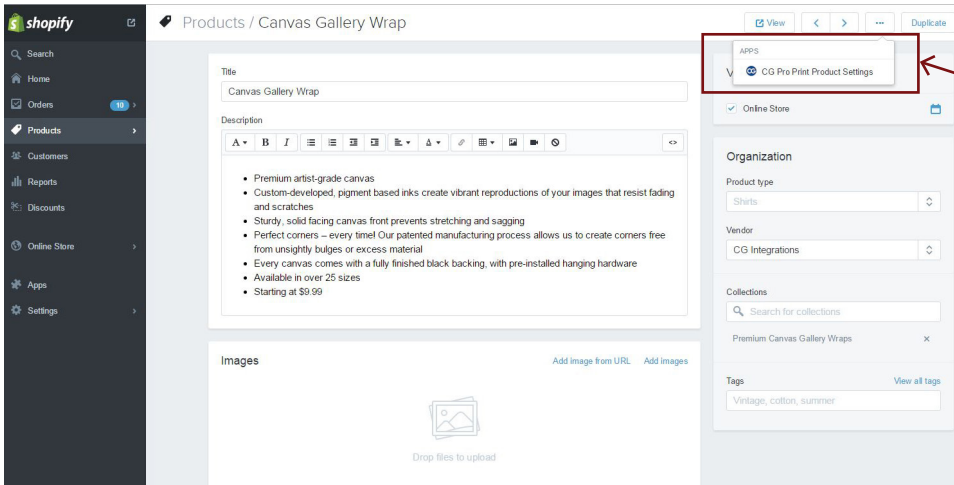 shopify
Products / Canvas Gallery Wrap
View
Duplicate
Search
Home
Orders
10
Products
Customers
Reports
Discounts
Online Store
Apps
Settings
APPS
CG Pro Print Product Settings
Title
Canvas Gallery Wrap
Description
A B I
A
<>
Premium artist-grade canvas
Custom-developed, pigment based inks create vibrant reproductions of your images that resist fading
and scratches
Sturdy, solid facing canvas front prevents stretching and sagging
Perfect corners – every time! Our patented manufacturing process allows us to create corners free
from unsightly bulges or excess material
Every canvas comes with a fully finished black backing, with pre-installed hanging hardware
Available in over 25 sizes
Starting at $9.99
Images
Add image from URL
Add images
Drop files to upload
Online Store
Organization
Product type
Shirts
Vendor
CG Integrations
Collections
Search for collections
Premium Canvas Gallery Wraps
Tags
View all tags
Vintage, cotton, summer